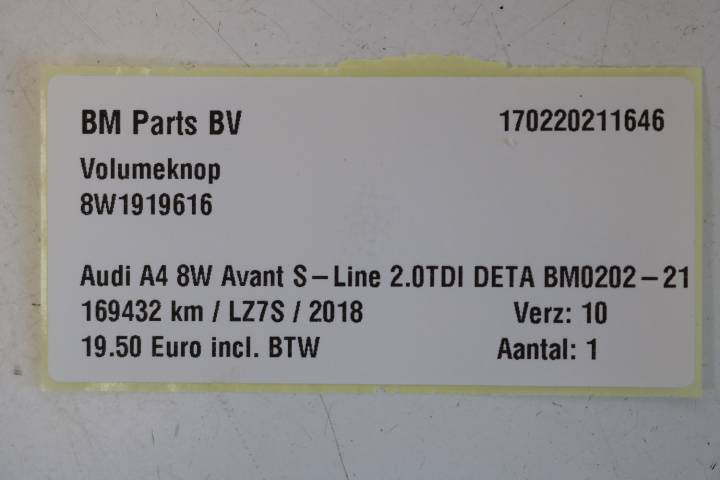 BM Parts BV 170220211646
Volumeknop
8W1919616
Audi A4 8W Avant S-Line 2.0TDI DETA BM0202-21
169432 km / LZ7S / 2018 Verz: 10
19.50 Euro incl. BTW Aantal: 1